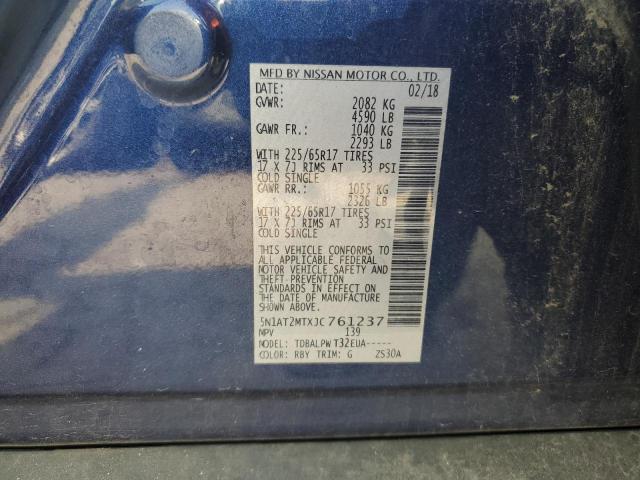 MFD BY NISSAN MOTOR CO., LTD.
DATE: 02/18
GVWR: 2082 KG
4590 LB
GAWR FR.: 1040 KG
2293 LB
WITH 225/65R17 TIRES
17 X 7J RIMS AT 33 PSI
COLD SINGLE
GAWR RR.: 1055 KG
2326 LB
WITH 225/65R17 TIRES
17 X 7J RIMS AT 33 PSI
COLD SINGLE
THIS VEHICLE CONFORMS TO
ALL APPLICABLE FEDERAL
MOTOR VEHICLE SAFETY AND
THEFT-PREVENTION
STANDARDS IN EFFECT ON
THE DATE OF MANUFACTURE
SHOWN ABOVE.
5N1AT2MTXJC761237
MPV 139
MODEL: TDBALPW T32EUA-----
COLOR: RBY TRIM: G ZS30A